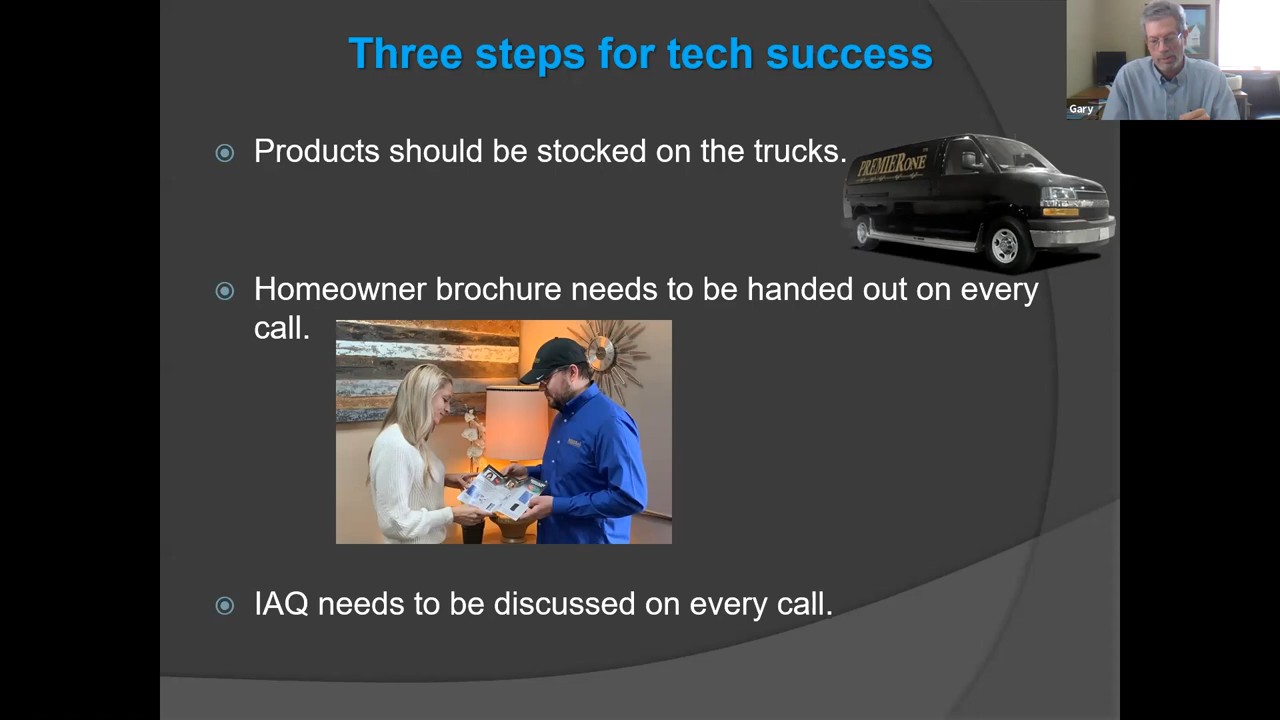 Three steps for tech success
Gary
Products should be stocked on the trucks.
PREMIERONE
Homeowner brochure needs to be handed out on every
call.
IAQ needs to be discussed on every call.